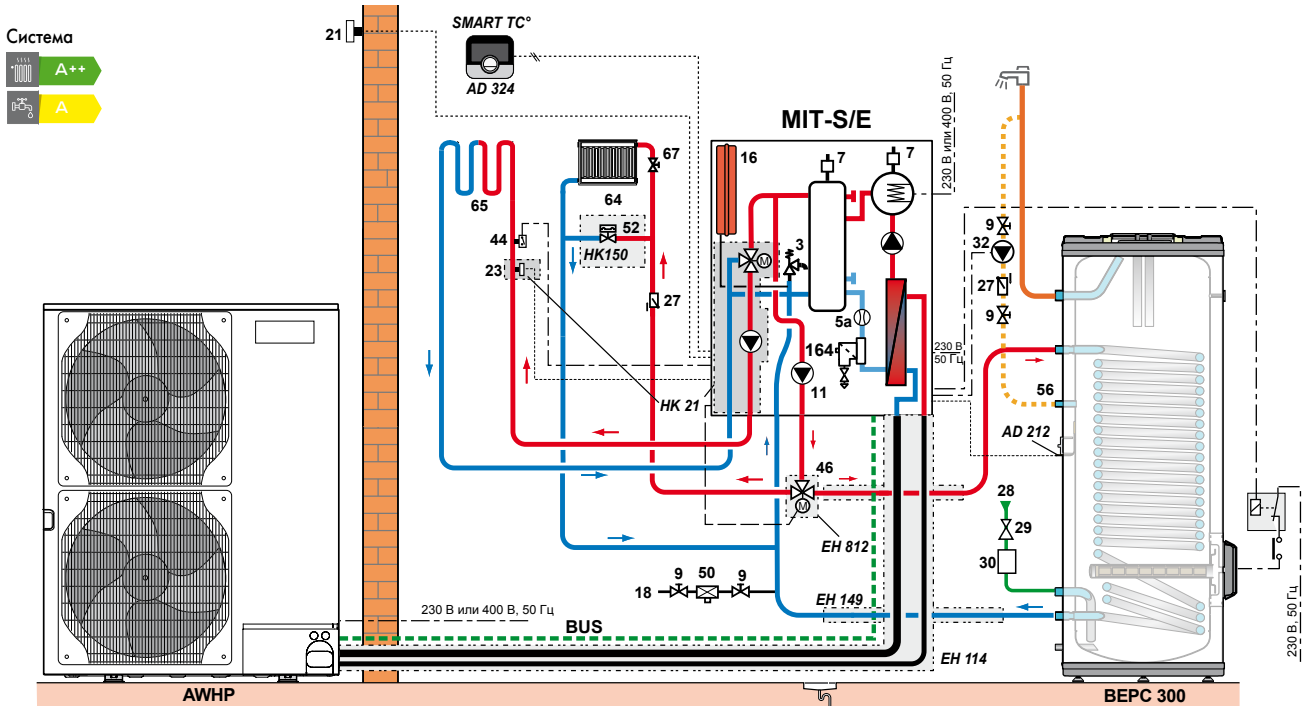 Система
A++
A
21
SMART TC°
AD 324
MIT-S/E
16
7
7
230 В или 400 В, 50 Гц
67
65
64
52
HK150
44
23
27
3
M
5a
164
11
HK 21
46
M
EH 812
9
32
27
9
230 В
50 Гц
56
AD 212
28
29
30
18
9
50
9
EH 149
230 В или 400 В, 50 Гц
BUS
EH 114
230 В, 50 Гц
AWHP
BEPC 300